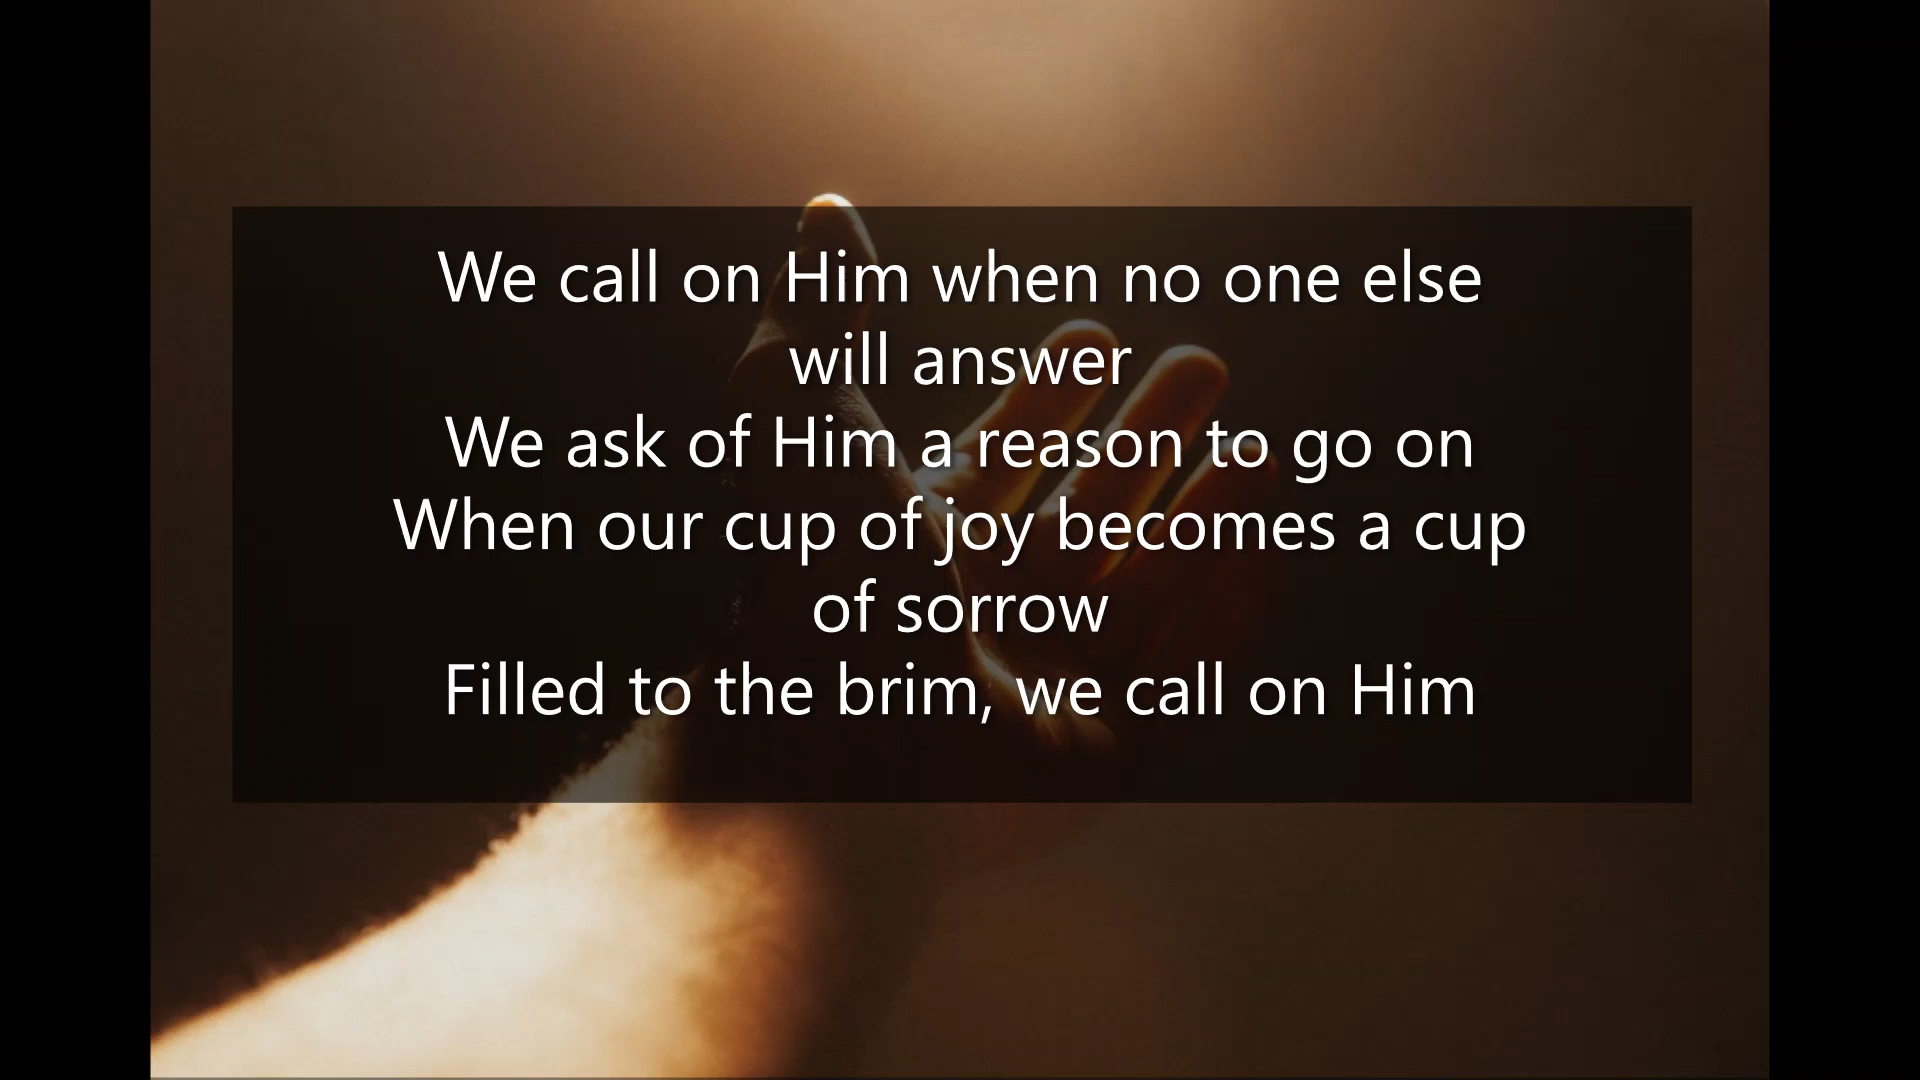 We call on Him when no one else
will answer
We ask of Him a reason to go on
When our cup of joy becomes a cup
of sorrow
Filled to the brim, we call on Him